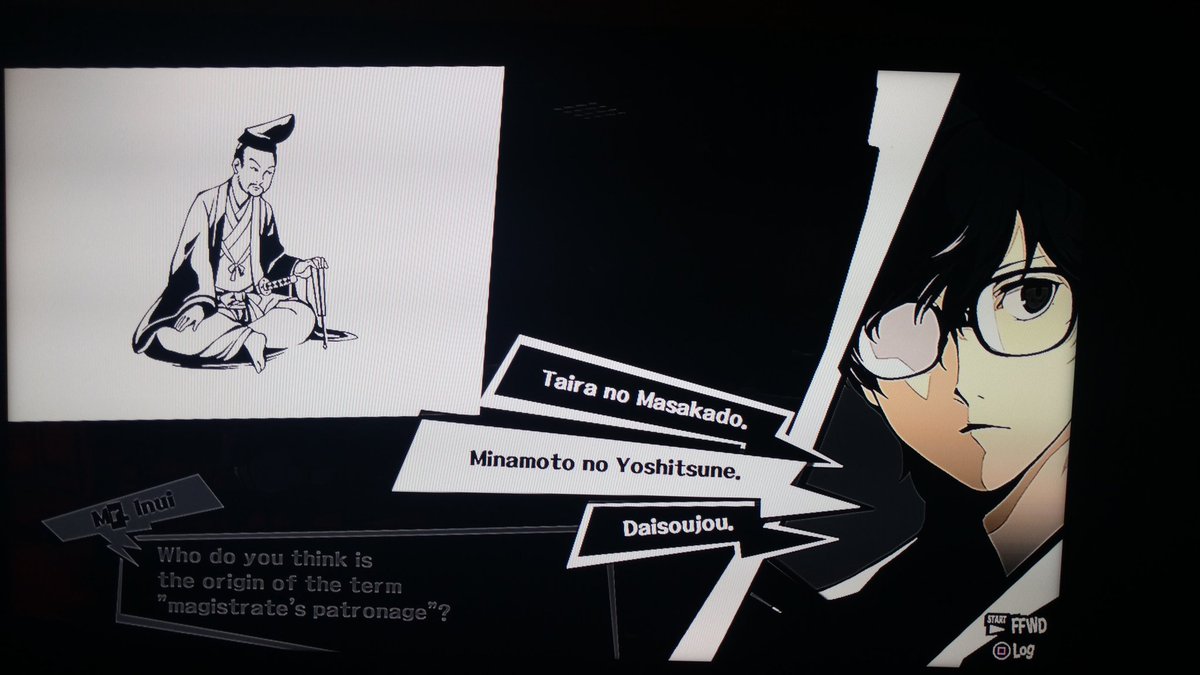 Taira no Masakado.
Minamoto no Yoshitsune.
Daisoujou.
Mr. Inui
Who do you think is
the origin of the term
"magistrate's patronage"?
START FFWD
Log